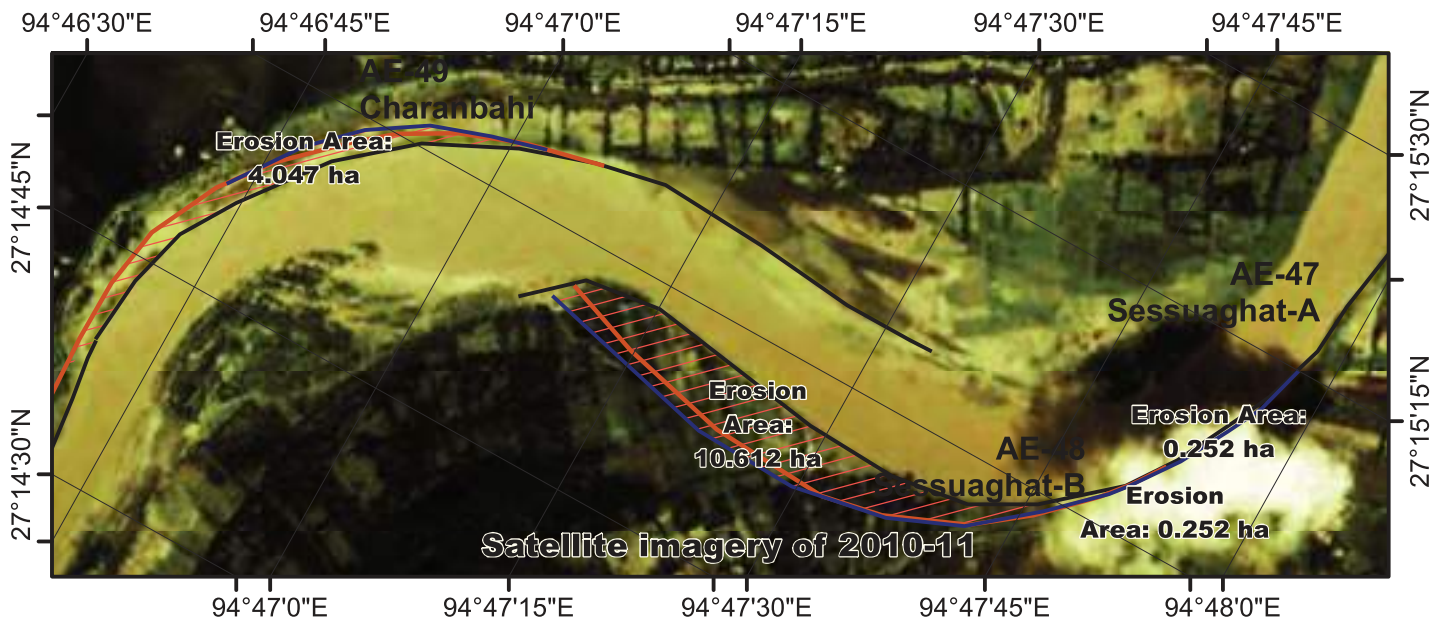 94°46'30"E 94°46'45"E 94°47'0"E 94°47'15"E 94°47'30"E 94°47'45"E
AE-49
Charanbahi
Erosion Area:
4.047 ha
27°14'45"N
27°14'30"N
27°15'30"N
27°15'15"N
AE-47
Sessuaghat-A
Erosion
Area:
10.612 ha
Erosion Area:
0.252 ha
AE-48
Sessuaghat-B
Erosion
Area: 0.252 ha
Satellite imagery of 2010-11
94°47'0"E 94°47'15"E 94°47'30"E 94°47'45"E 94°48'0"E